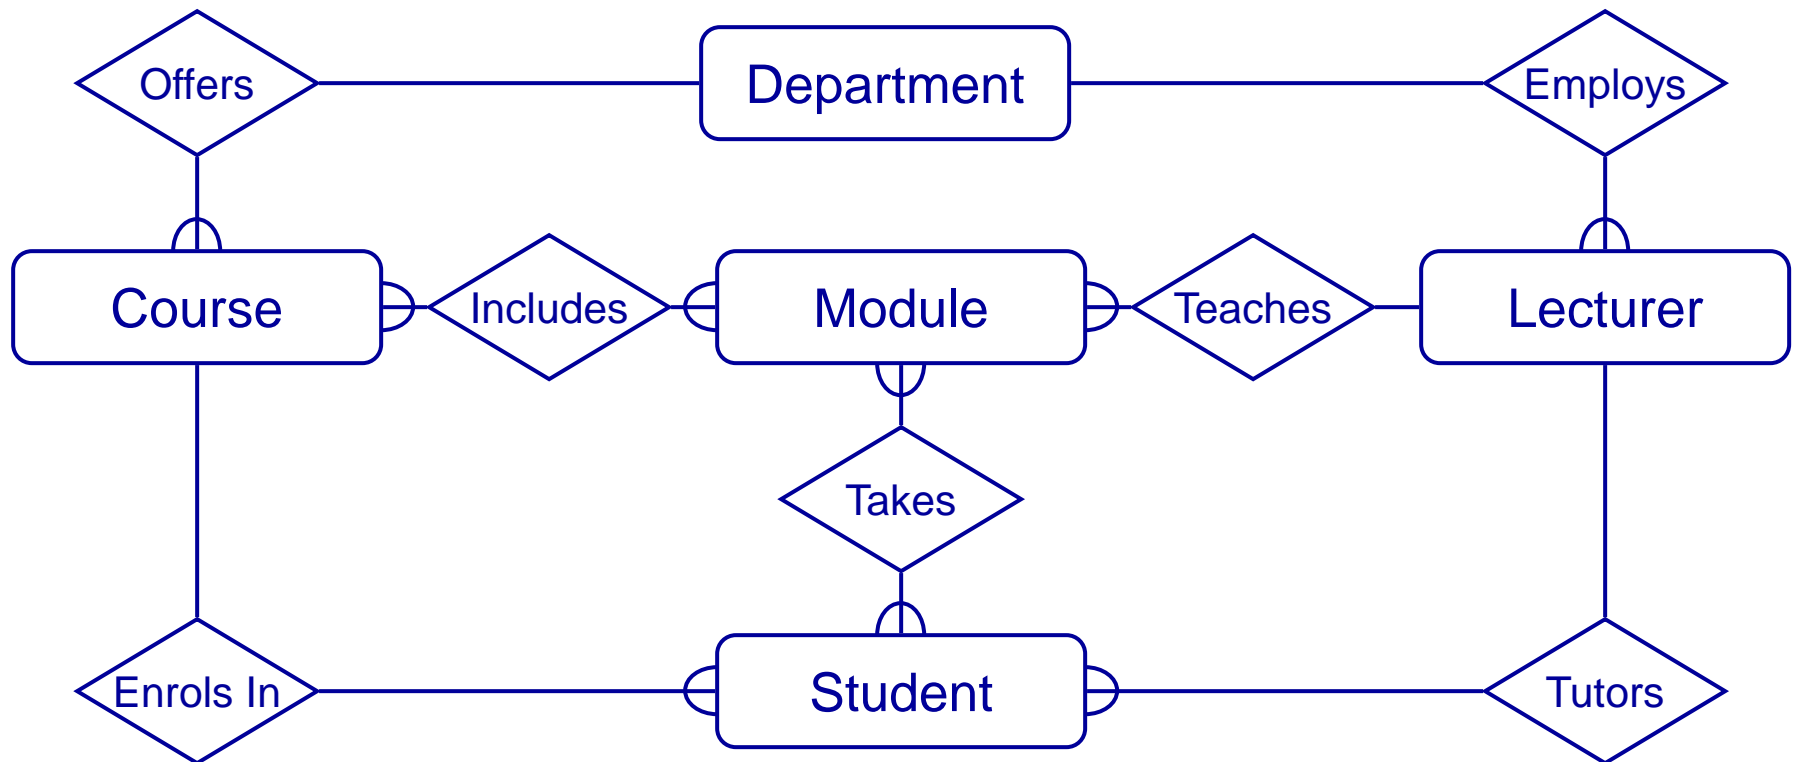 Offers
Department
Employs
Course
Includes
Module
Teaches
Lecturer
Takes
Enrols In
Student
Tutors